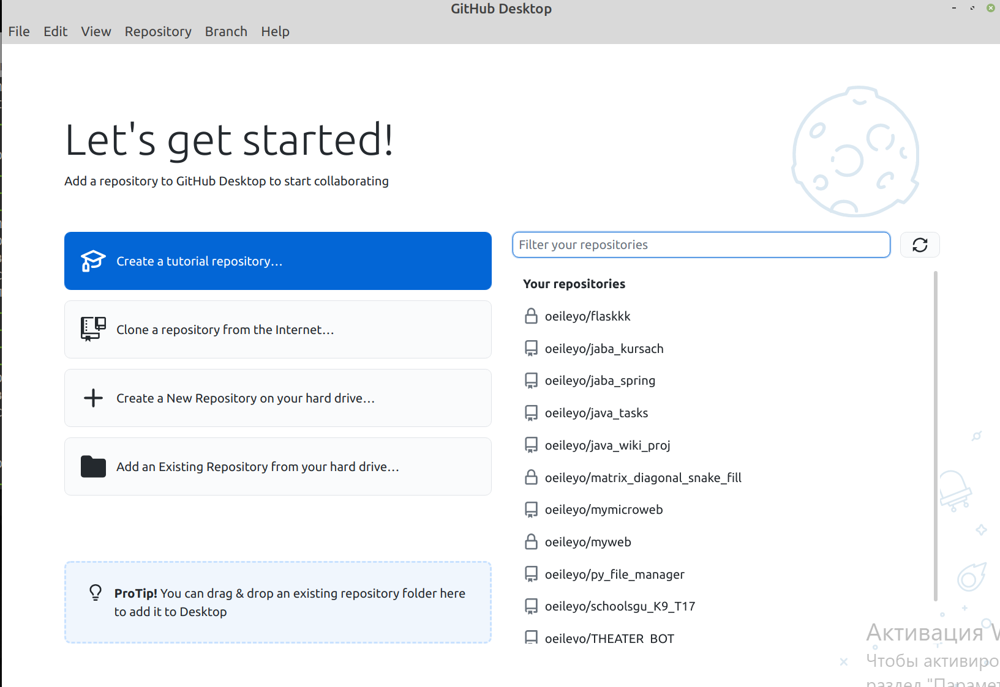 GitHub Desktop
File Edit View Repository Branch Help
Let's get started!
Add a repository to GitHub Desktop to start collaborating
Create a tutorial repository…
Clone a repository from the Internet…
Create a New Repository on your hard drive…
Add an Existing Repository from your hard drive…
ProTip! You can drag & drop an existing repository folder here
to add it to Desktop
Filter your repositories
Your repositories
oeileyo/flaskkk
oeileyo/jaba_kursach
oeileyo/jaba_spring
oeileyo/java_tasks
oeileyo/java_wiki_proj
oeileyo/matrix_diagonal_snake_fill
oeileyo/mymicroweb
oeileyo/myweb
oeileyo/py_file_manager
oeileyo/schoolsgu_K9_T17
oeileyo/THEATER_BOT
Активация W
Чтобы активиро
раздел "Парамет